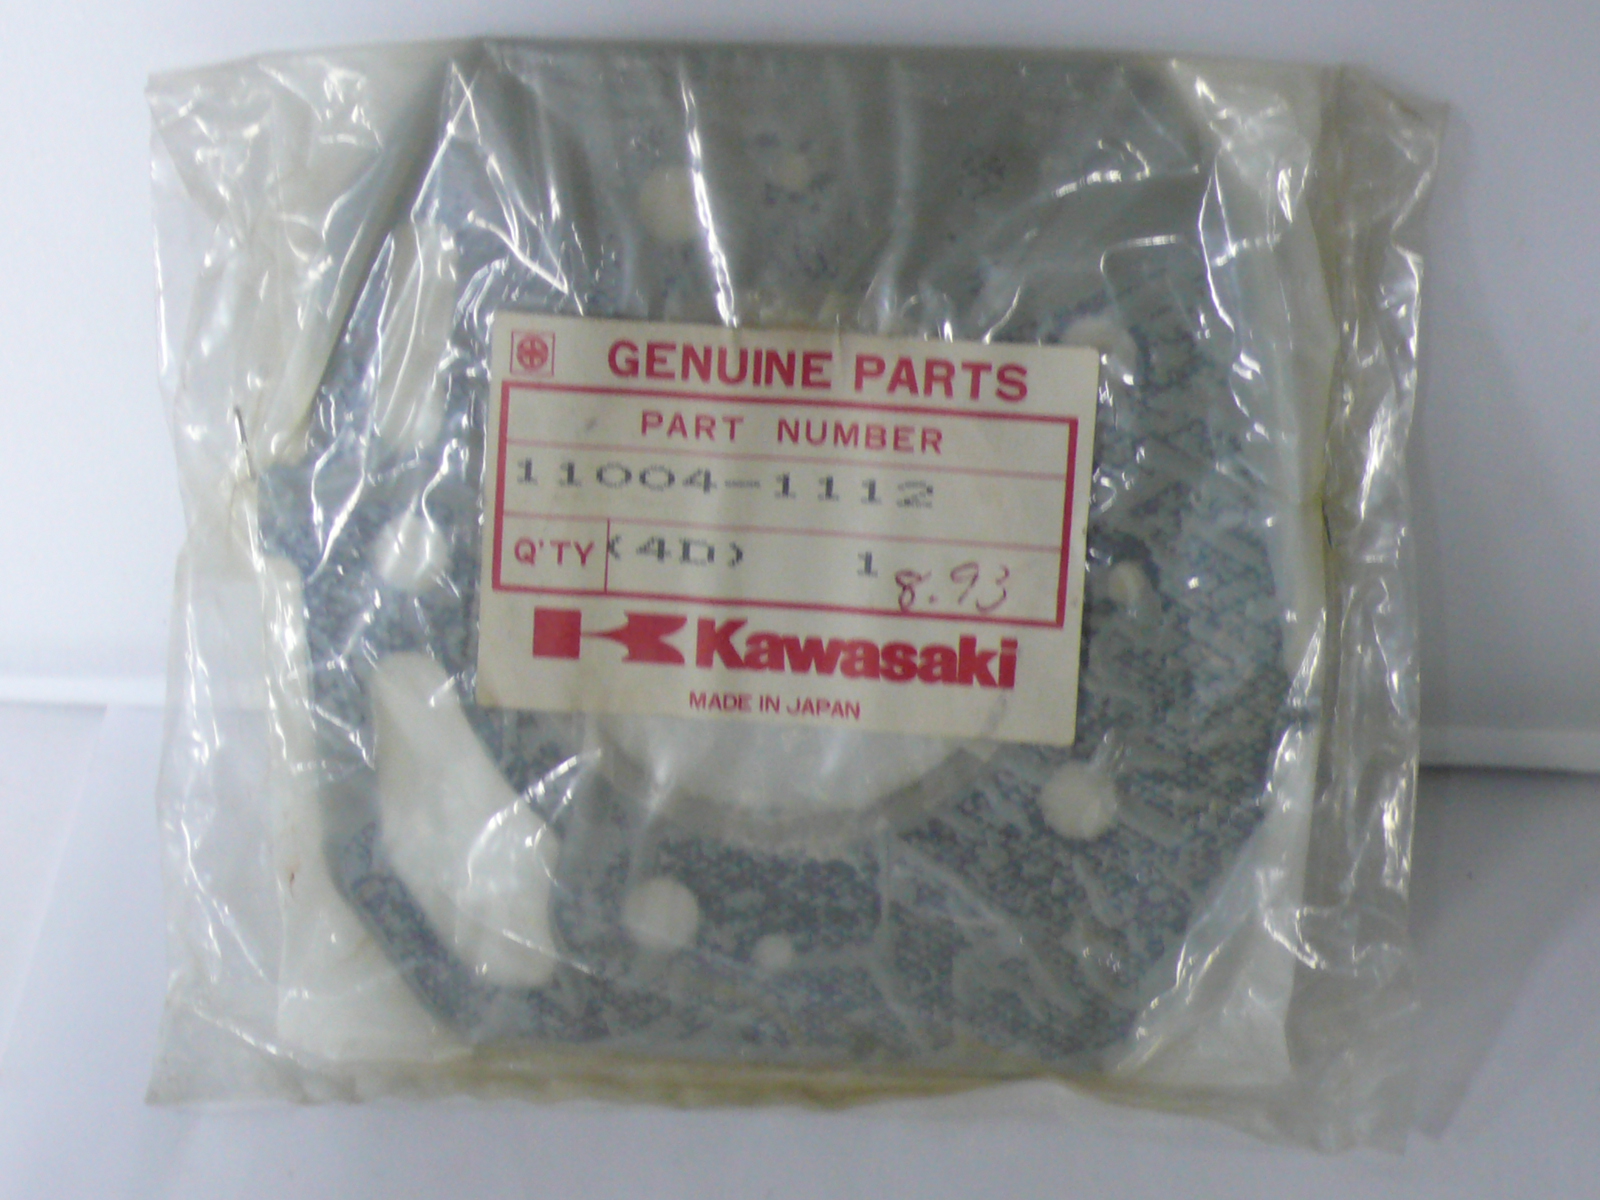 GENUINE PARTS
PART NUMBER
11004-1112
Q'TY (4D) 1 8.93
Kawasaki
MADE IN JAPAN